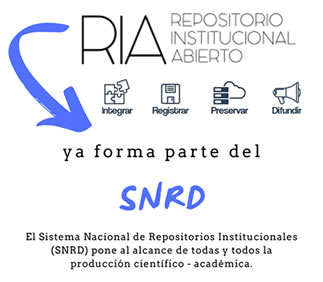 RIA REPOSITORIO
INSTITUCIONAL
ABIERTO
Integrar Registrar Preservar Difundir
ya forma parte del
SNRD
El Sistema Nacional de Repositorios Institucionales
(SNRD) pone al alcance de todas y todos la
producción científico - académica.